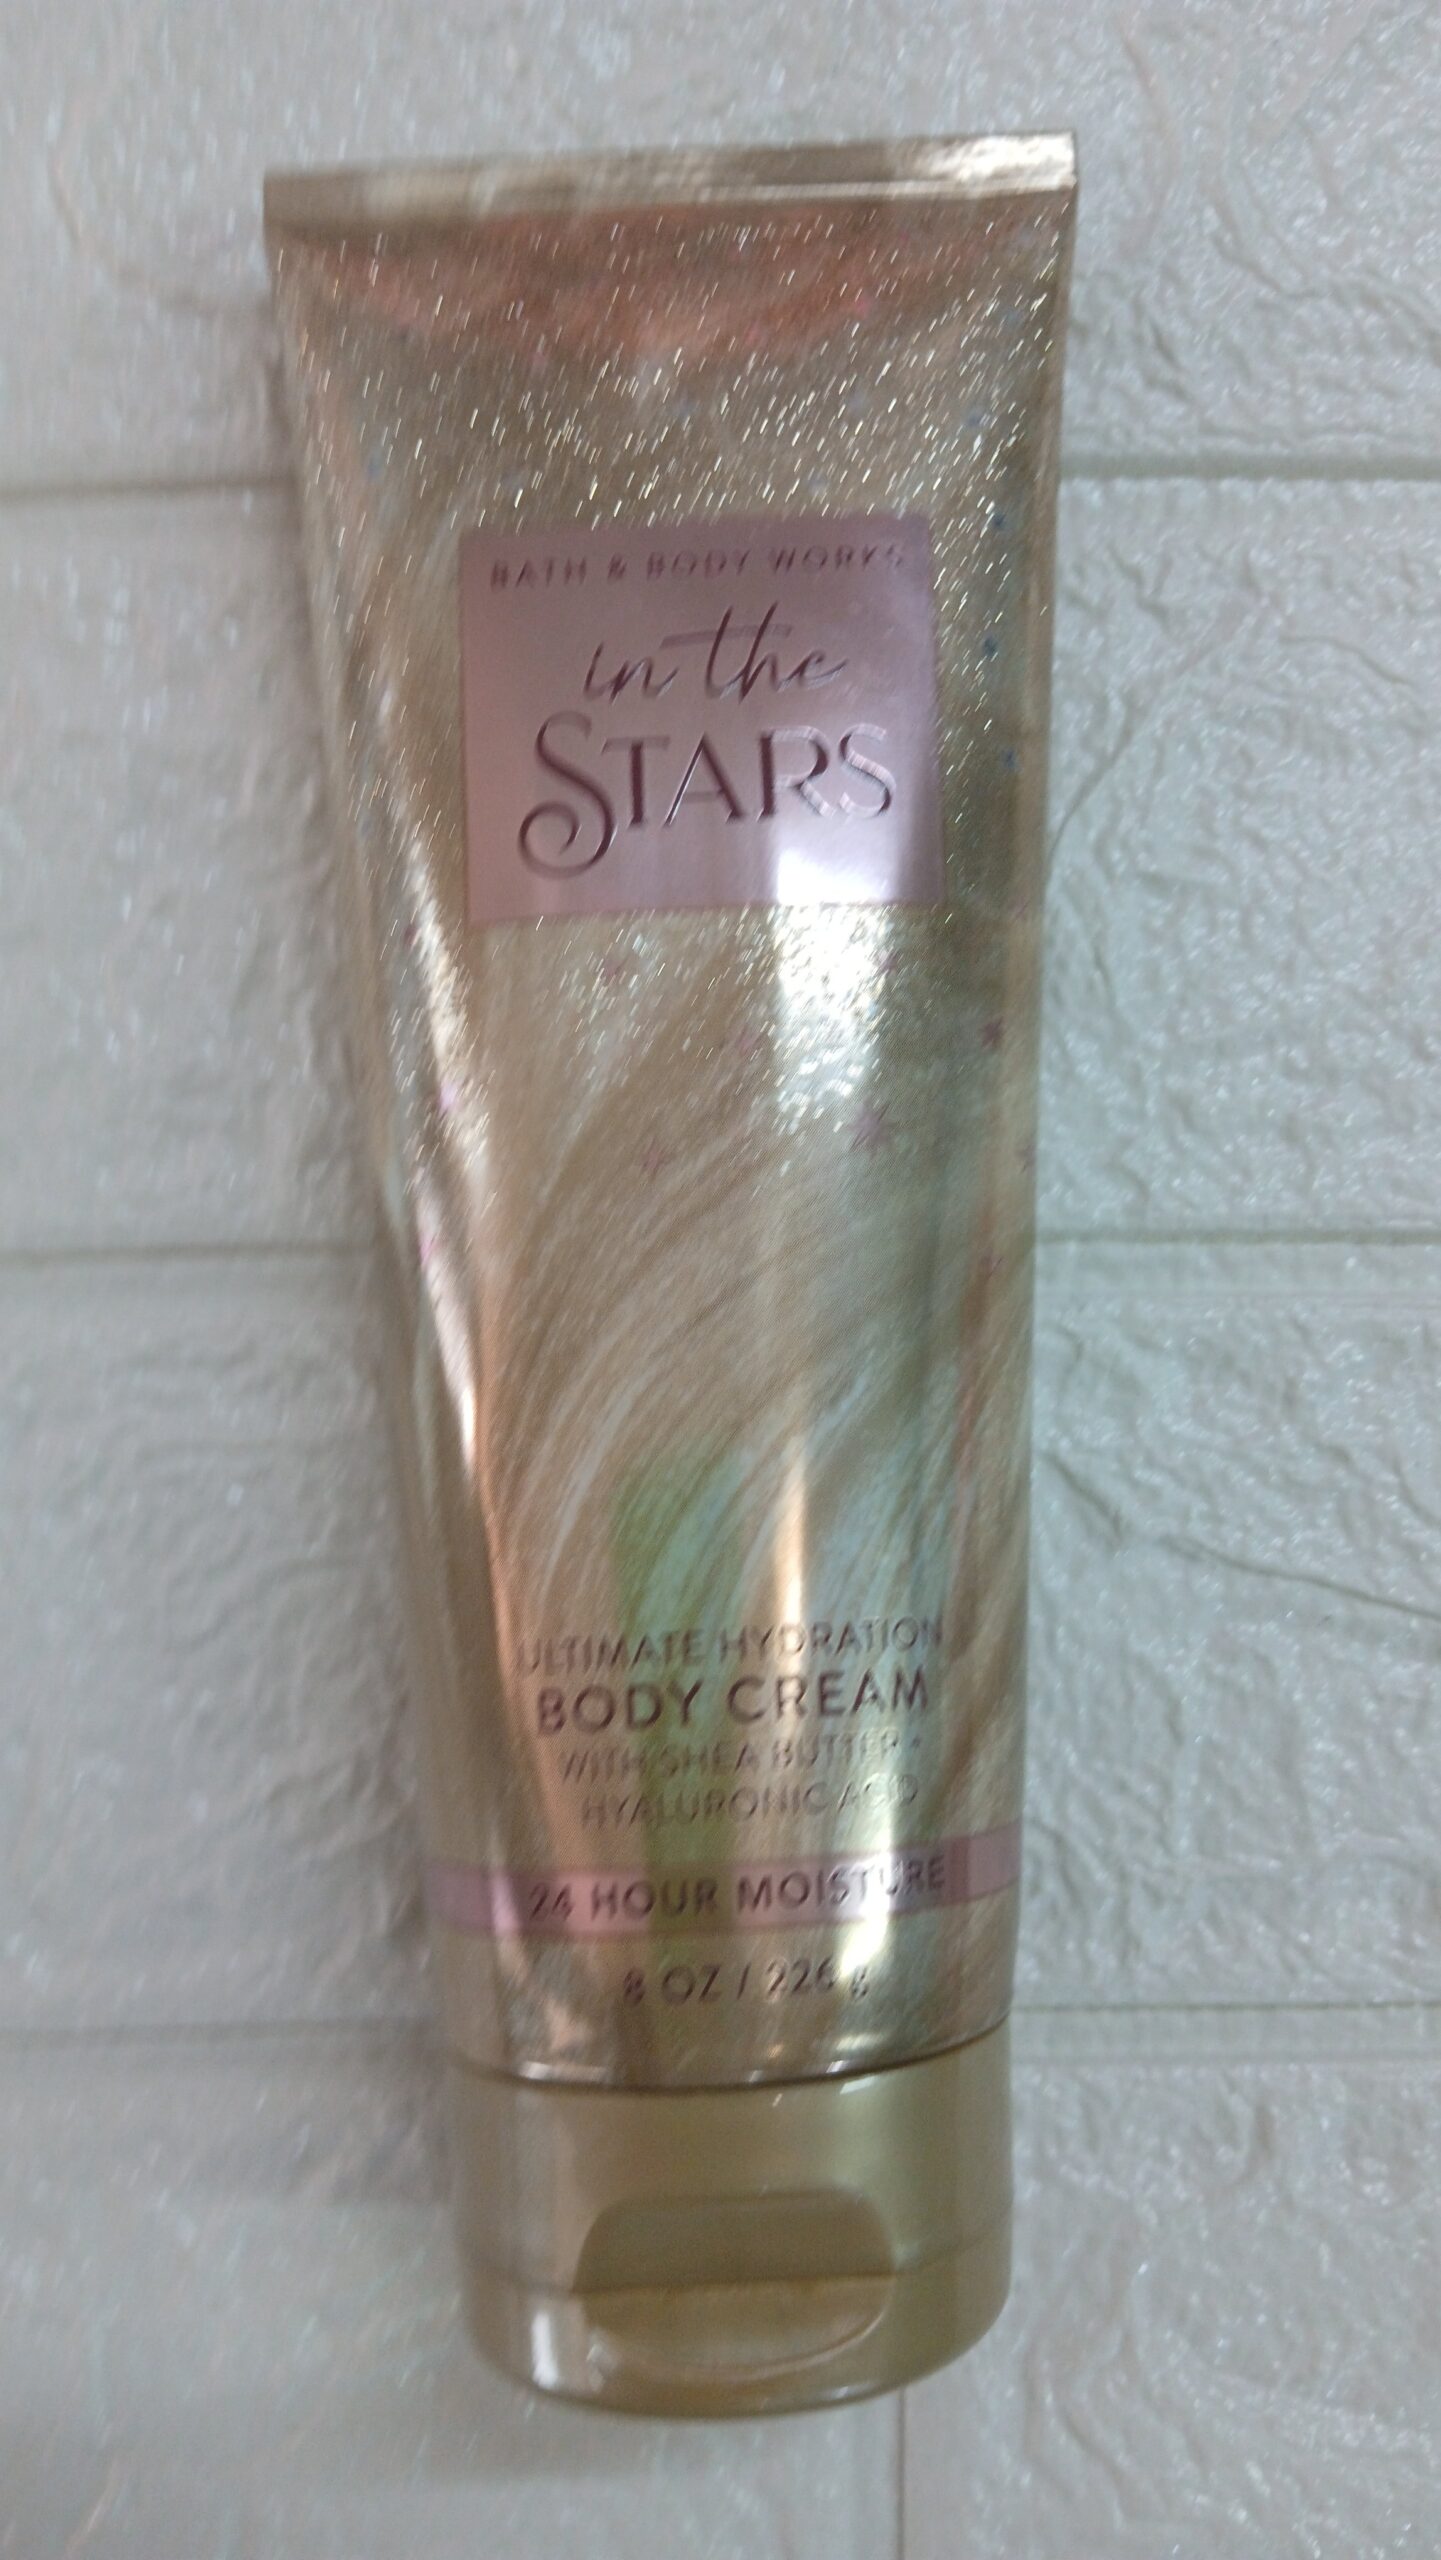 BATH & BODY WORKS
in the
STARS
ULTIMATE HYDRATION
BODY CREAM
WITH SHEA BUTTER +
HYALURONIC ACID
24 HOUR MOISTURE
8 OZ / 226 g